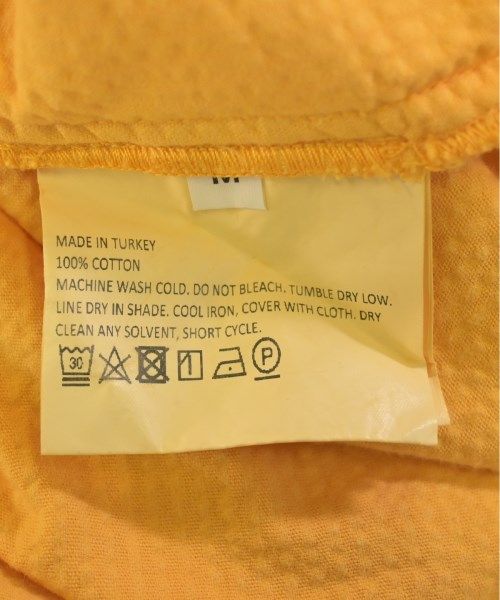 M
MADE IN TURKEY
100% COTTON
MACHINE WASH COLD. DO NOT BLEACH. TUMBLE DRY LOW.
LINE DRY IN SHADE. COOL IRON, COVER WITH CLOTH. DRY
CLEAN ANY SOLVENT, SHORT CYCLE.
30 P